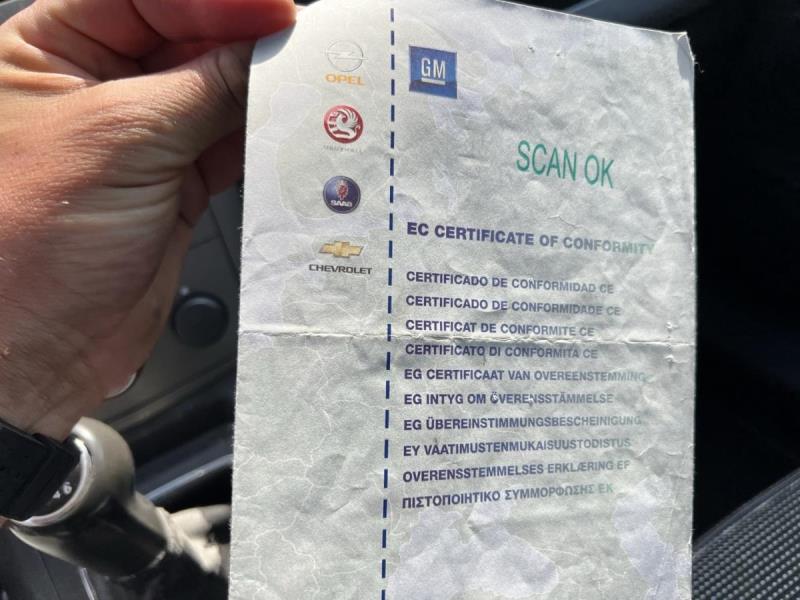 OPEL
VAUXHALL
SAAB
CHEVROLET
GM
SCAN OK
EC CERTIFICATE OF CONFORMITY
CERTIFICADO DE CONFORMIDAD CE
CERTIFICADO DE CONFORMIDADE CE
CERTIFICAT DE CONFORMITE CE
CERTIFICATO DI CONFORMITA CE
EG CERTIFICAAT VAN OVEREENSTEMMING
EG INTYG OM ÖVERENSSTÄMMELSE
EG ÜBEREINSTIMMUNGSBESCHEINIGUNG
EY VAATIMUSTENMUKAISUUSTODISTUS
OVERENSSTEMMELSES ERKLÆRING EF
ΠΙΣΤΟΠΟΙΗΤΙΚΟ ΣΥΜΜΟΡΦΩΣΗΣ ΕΚ